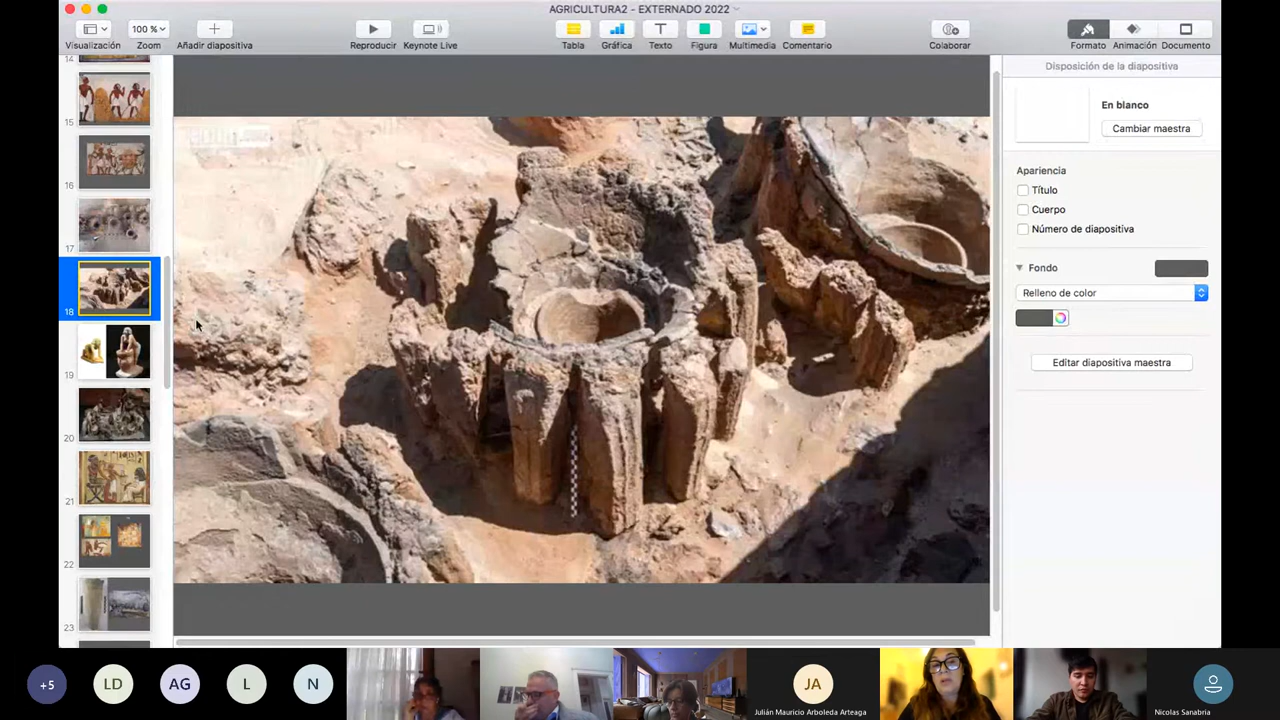 AGRICULTURA2 - EXTERNADO 2022
100 %
Visualización
Zoom
Añadir diapositiva
Reproducir
Keynote Live
Tabla
Gráfica
Texto
Figura
Multimedia
Comentario
Colaborar
Formato
Animación
Documento
Disposición de la diapositiva
En blanco
Cambiar maestra
Apariencia
Título
Cuerpo
Número de diapositiva
Fondo
Relleno de color
Editar diapositiva maestra
14
15
16
17
18
19
20
21
22
23
+5
LD
AG
L
N
JA
Julián Mauricio Arboleda Arteaga
Nicolas Sanabria